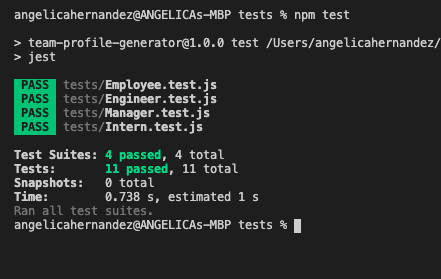 angelicahernandez@ANGELICAs-MBP tests % npm test
> team-profile-generator@1.0.0 test /Users/angelicahernandez/
> jest
PASS tests/Employee.test.js
PASS tests/Engineer.test.js
PASS tests/Manager.test.js
PASS tests/Intern.test.js
Test Suites: 4 passed, 4 total
Tests: 11 passed, 11 total
Snapshots: 0 total
Time: 0.738 s, estimated 1 s
Ran all test suites.
angelicahernandez@ANGELICAs-MBP tests %